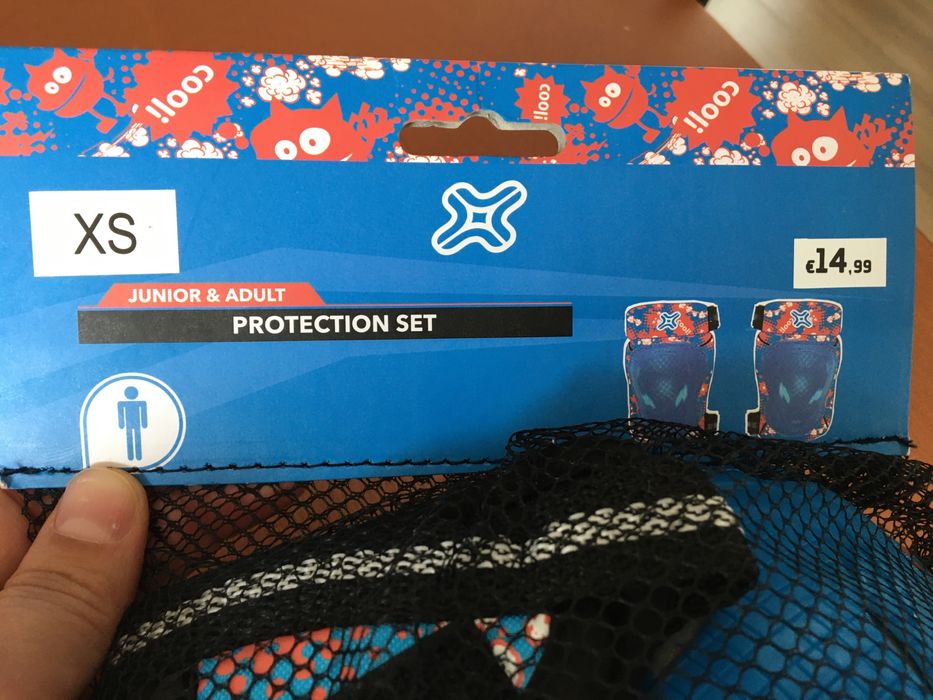 cool!
cool!
cool!
XS
€14,99
JUNIOR & ADULT
PROTECTION SET